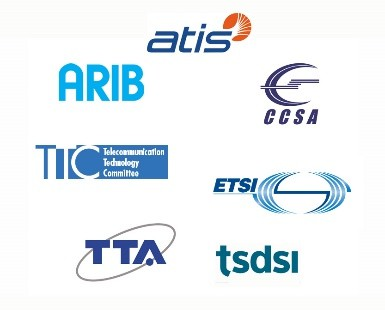 atis
ARIB
CCSA
TTC Telecommunication
Technology
Committee
ETSI
TTA
tsdsi